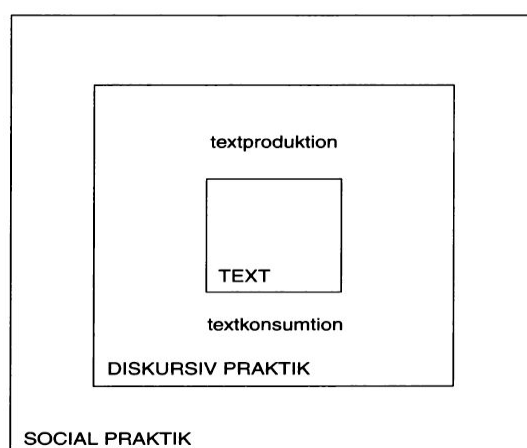 textproduktion
TEXT
textkonsumtion
DISKURSIV PRAKTIK
SOCIAL PRAKTIK